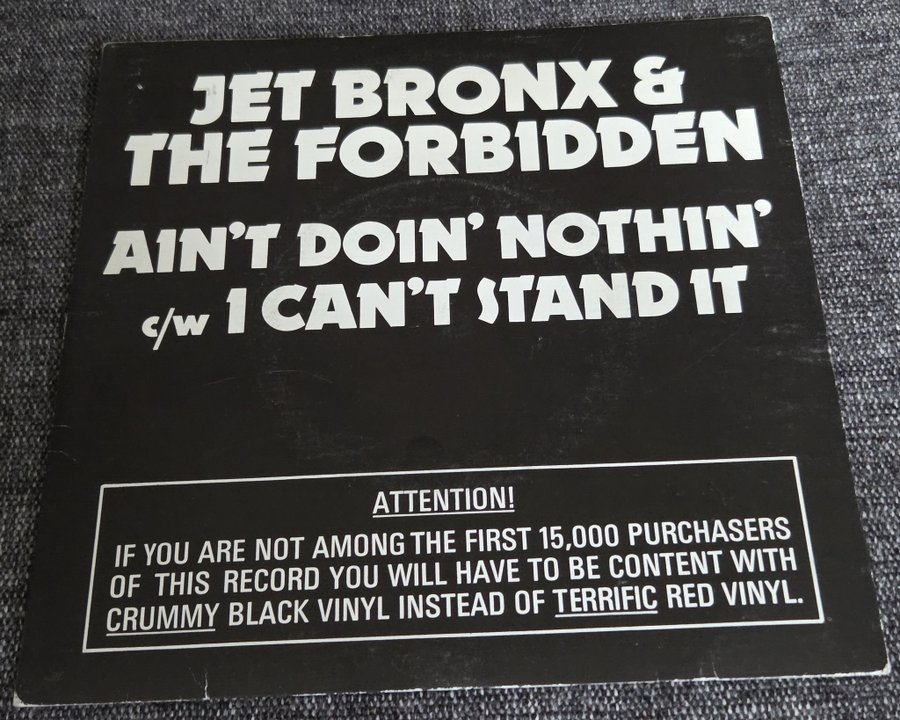 JET BRONX &
THE FORBIDDEN
AIN'T DOIN' NOTHIN'
c/w I CAN'T STAND IT
ATTENTION!
IF YOU ARE NOT AMONG THE FIRST 15,000 PURCHASERS
OF THIS RECORD YOU WILL HAVE TO BE CONTENT WITH
CRUMMY BLACK VINYL INSTEAD OF TERRIFIC RED VINYL.